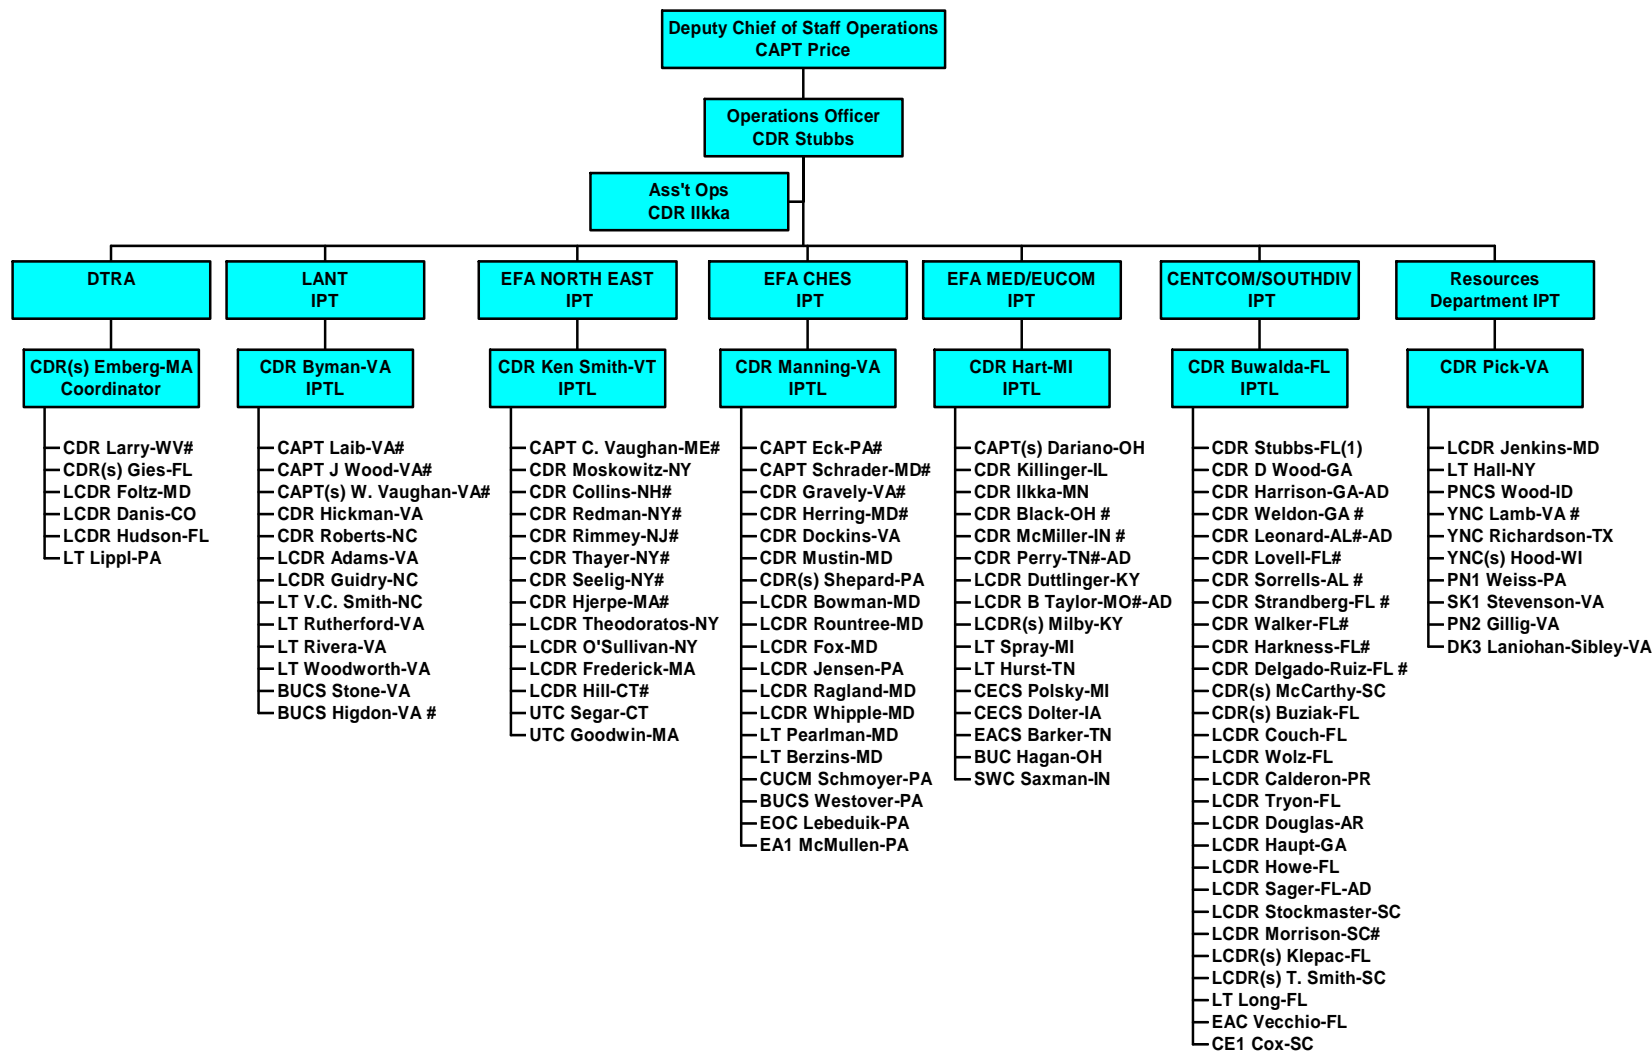 Deputy Chief of Staff Operations
CAPT Price
Operations Officer
CDR Stubbs
Ass't Ops
CDR Ilkka
DTRA
CDR(s) Emberg-MA
Coordinator
CDR Larry-WV#
CDR(s) Gies-FL
LCDR Foltz-MD
LCDR Danis-CO
LCDR Hudson-FL
LT Lippl-PA
LANT
IPT
CDR Byman-VA
IPTL
CAPT Laib-VA#
CAPT J Wood-VA#
CAPT(s) W. Vaughan-VA#
CDR Hickman-VA
CDR Roberts-NC
LCDR Adams-VA
LCDR Guidry-NC
LT V.C. Smith-NC
LT Rutherford-VA
LT Rivera-VA
LT Woodworth-VA
BUCS Stone-VA
BUCS Higdon-VA #
EFA NORTH EAST
IPT
CDR Ken Smith-VT
IPTL
CAPT C. Vaughan-ME#
CDR Moskowitz-NY
CDR Collins-NH#
CDR Redman-NY#
CDR Rimmey-NJ#
CDR Thayer-NY#
CDR Seelig-NY#
CDR Hjerpe-MA#
LCDR Theodoratos-NY
LCDR O'Sullivan-NY
LCDR Frederick-MA
LCDR Hill-CT#
UTC Segar-CT
UTC Goodwin-MA
EFA CHES
IPT
CDR Manning-VA
IPTL
CAPT Eck-PA#
CAPT Schrader-MD#
CDR Gravely-VA#
CDR Herring-MD#
CDR Dockins-VA
CDR Mustin-MD
CDR(s) Shepard-PA
LCDR Bowman-MD
LCDR Rountree-MD
LCDR Fox-MD
LCDR Jensen-PA
LCDR Ragland-MD
LCDR Whipple-MD
LT Pearlman-MD
LT Berzins-MD
CUCM Schmoyer-PA
BUCS Westover-PA
EOC Lebeduik-PA
EA1 McMullen-PA
EFA MED/EUCOM
IPT
CDR Hart-MI
IPTL
CAPT(s) Dariano-OH
CDR Killinger-IL
CDR Ilkka-MN
CDR Black-OH #
CDR McMiller-IN #
CDR Perry-TN#-AD
LCDR Duttlinger-KY
LCDR B Taylor-MO#-AD
LCDR(s) Milby-KY
LT Spray-MI
LT Hurst-TN
CECS Polsky-MI
CECS Dolter-IA
EACS Barker-TN
BUC Hagan-OH
SWC Saxman-IN
CENTCOM/SOUTHDIV
IPT
CDR Buwalda-FL
IPTL
CDR Stubbs-FL(1)
CDR D Wood-GA
CDR Harrison-GA-AD
CDR Weldon-GA #
CDR Leonard-AL#-AD
CDR Lovell-FL#
CDR Sorrells-AL #
CDR Strandberg-FL #
CDR Walker-FL#
CDR Harkness-FL#
CDR Delgado-Ruiz-FL #
CDR(s) McCarthy-SC
CDR(s) Buziak-FL
LCDR Couch-FL
LCDR Wolz-FL
LCDR Calderon-PR
LCDR Tryon-FL
LCDR Douglas-AR
LCDR Haupt-GA
LCDR Howe-FL
LCDR Sager-FL-AD
LCDR Stockmaster-SC
LCDR Morrison-SC#
LCDR(s) Klepac-FL
LCDR(s) T. Smith-SC
LT Long-FL
EAC Vecchio-FL
CE1 Cox-SC
Resources
Department IPT
CDR Pick-VA
LCDR Jenkins-MD
LT Hall-NY
PNCS Wood-ID
YNC Lamb-VA #
YNC Richardson-TX
YNC(s) Hood-WI
PN1 Weiss-PA
SK1 Stevenson-VA
PN2 Gillig-VA
DK3 Laniohan-Sibley-VA